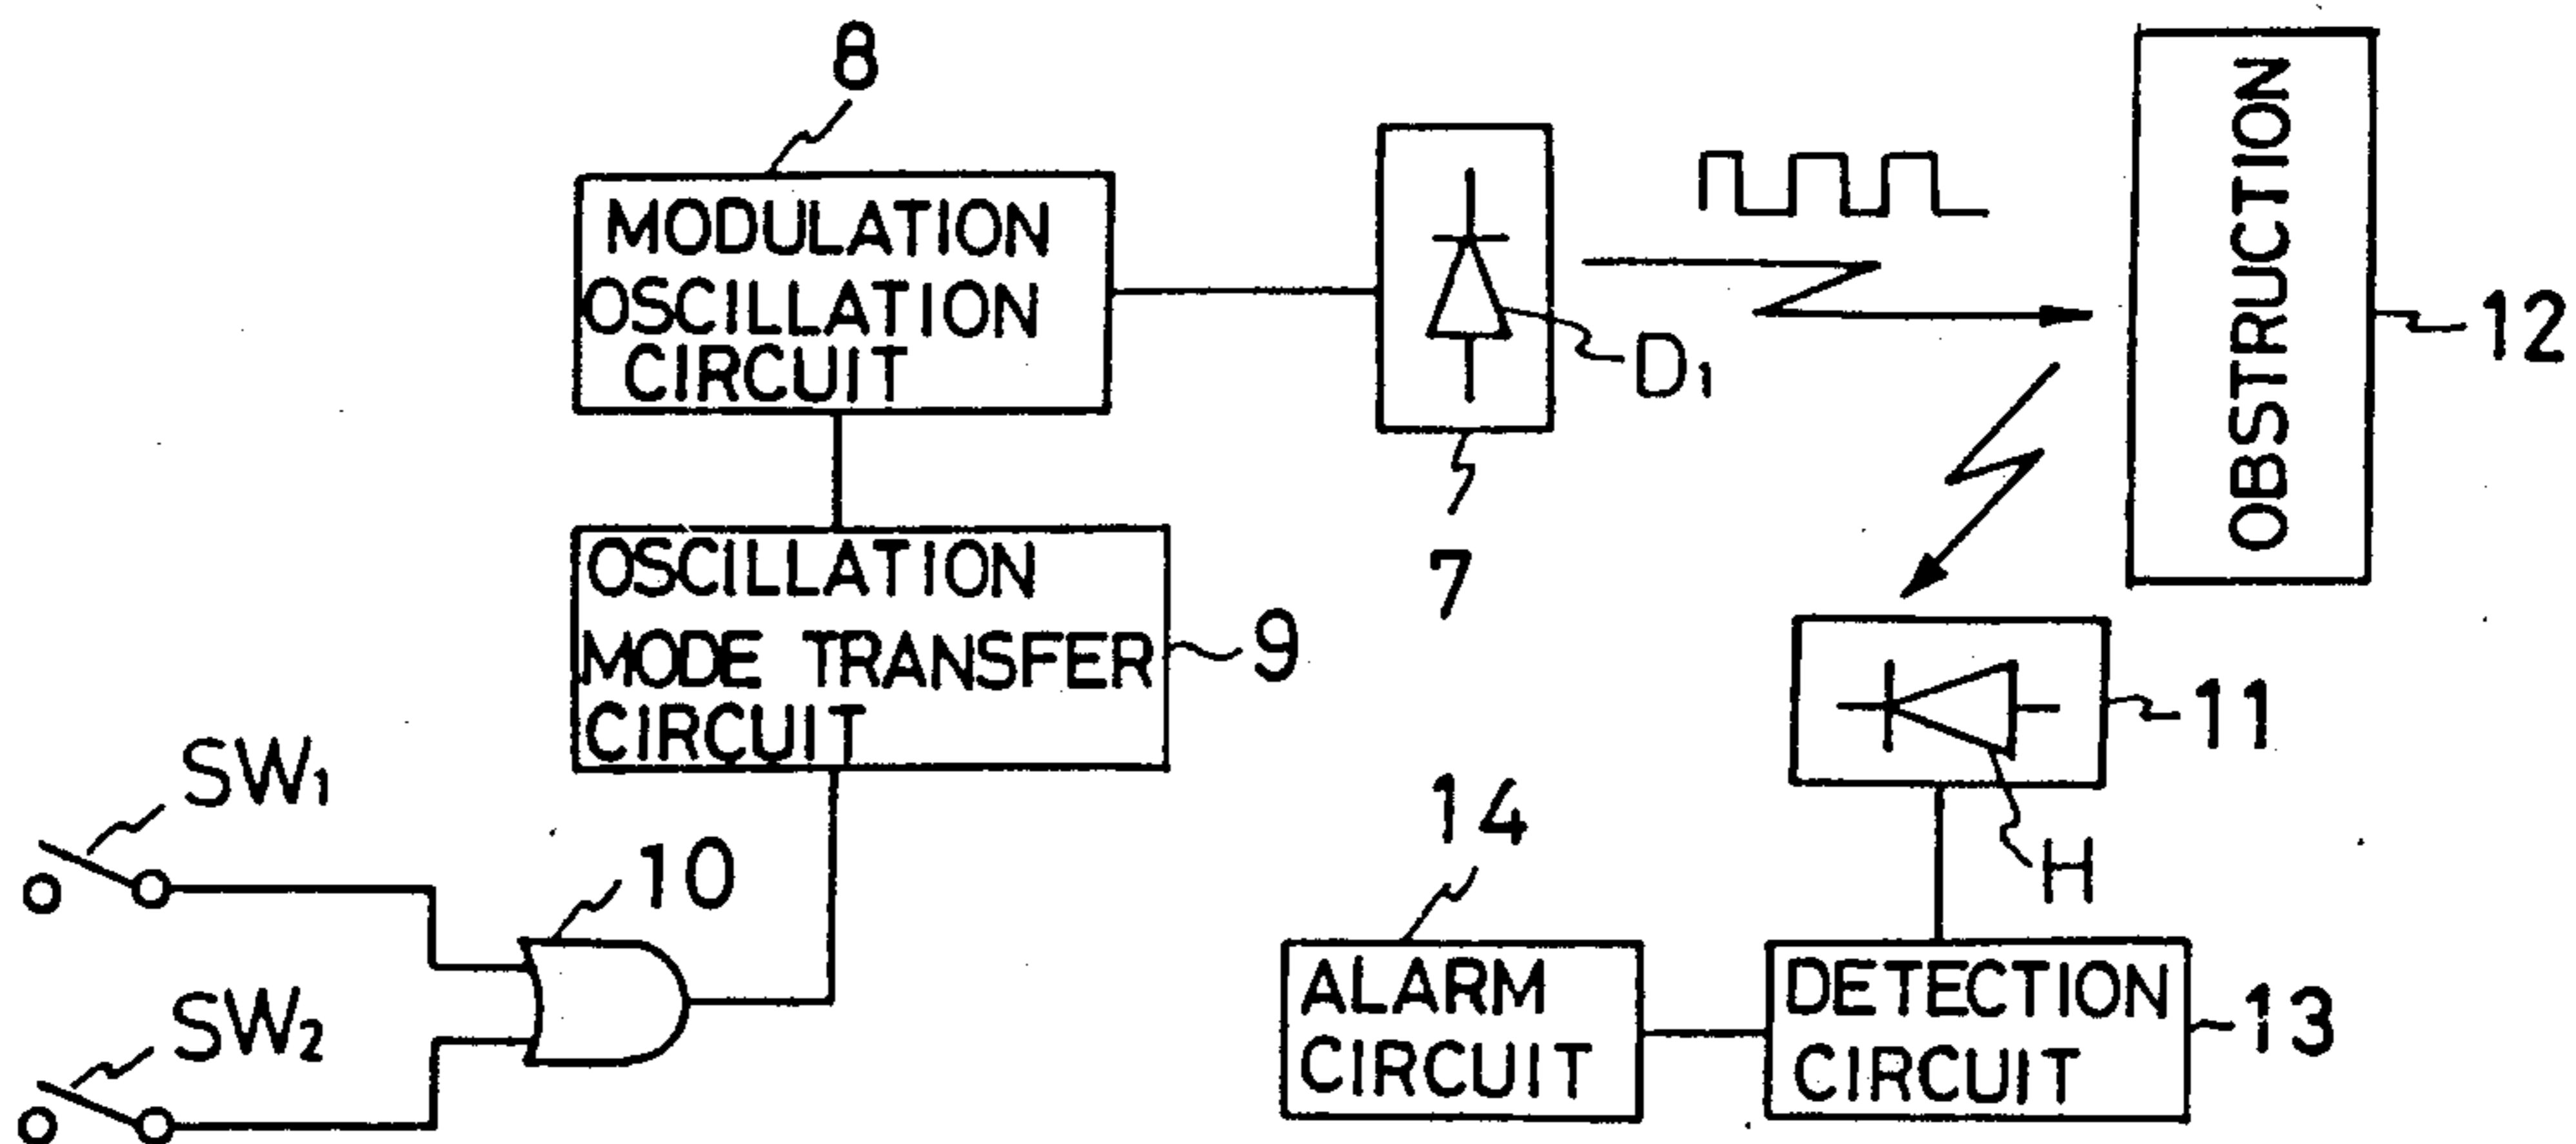 8
MODULATION
OSCILLATION
CIRCUIT
D1
7
OBSTRUCTION
12
OSCILLATION
MODE TRANSFER
CIRCUIT
9
SW1
SW2
10
11
H
14
ALARM
CIRCUIT
DETECTION
CIRCUIT
13